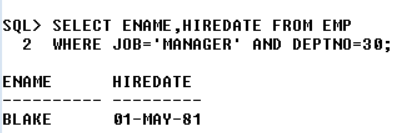 SQL> SELECT ENAME,HIREDATE FROM EMP
  2  WHERE JOB='MANAGER' AND DEPTNO=30;
ENAME      HIREDATE
---------- ---------
BLAKE      01-MAY-81